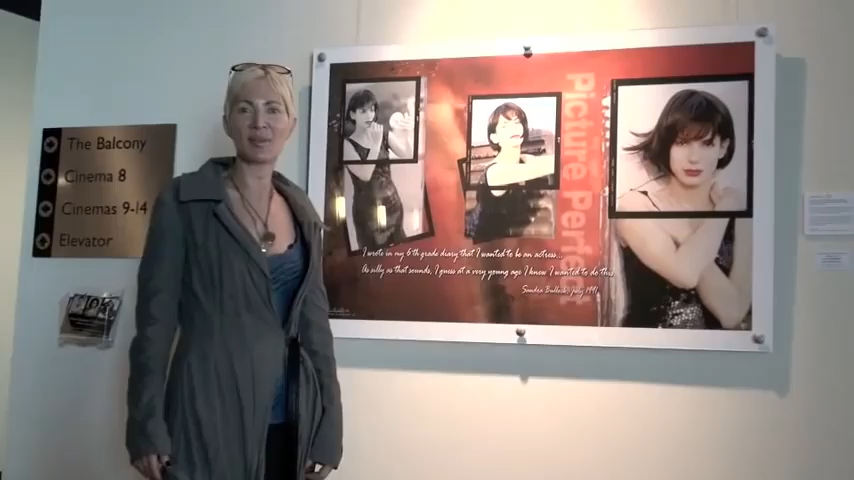 The Balcony
Cinema 8
Cinemas 9-14
Elevator
Picture Perfect
I wrote in my 6th grade diary that I wanted to be an actress...
As silly as that sounds, I guess at a very young age I knew I wanted to do this.
Sandra Bullock, July 1997